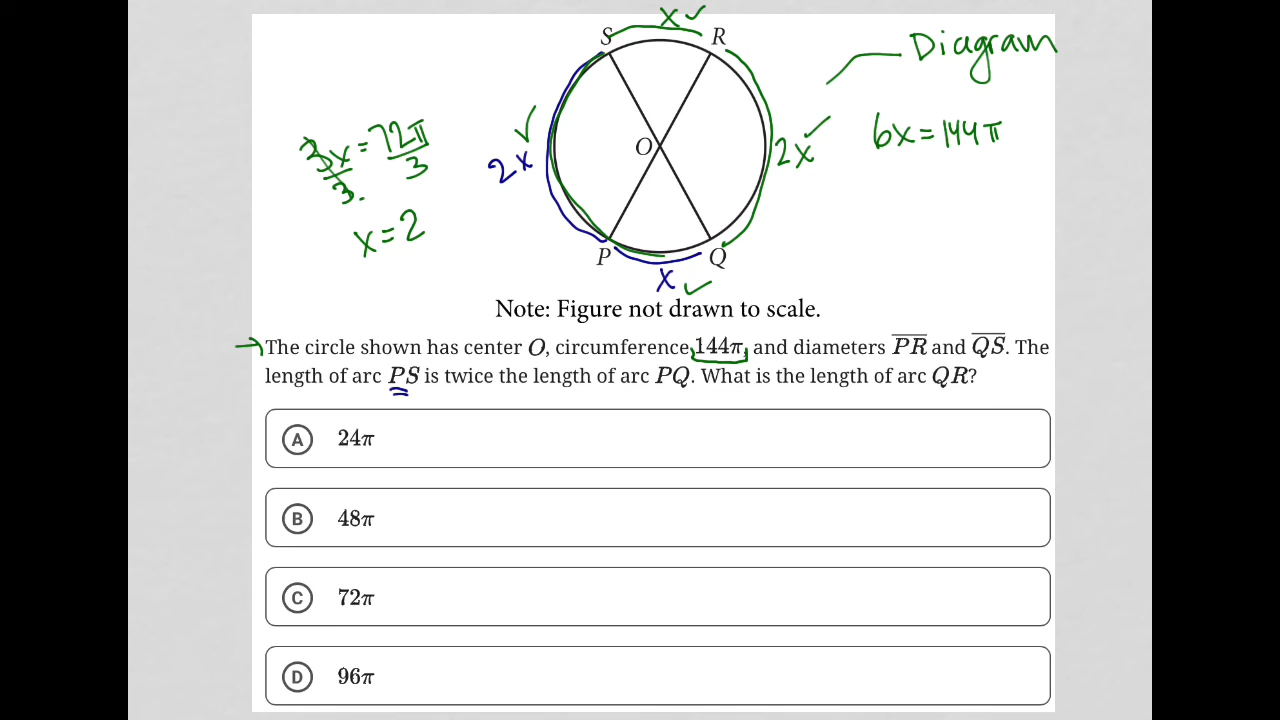 x ✓
S R
Diagram
6x = 144π
3x = 72π
3. 3
x = 2
✓
2x
O
2x ✓
P Q
x ✓
Note: Figure not drawn to scale.
The circle shown has center O, circumference 144π, and diameters PR and QS. The
length of arc PS is twice the length of arc PQ. What is the length of arc QR?
A 24π
B 48π
C 72π
D 96π